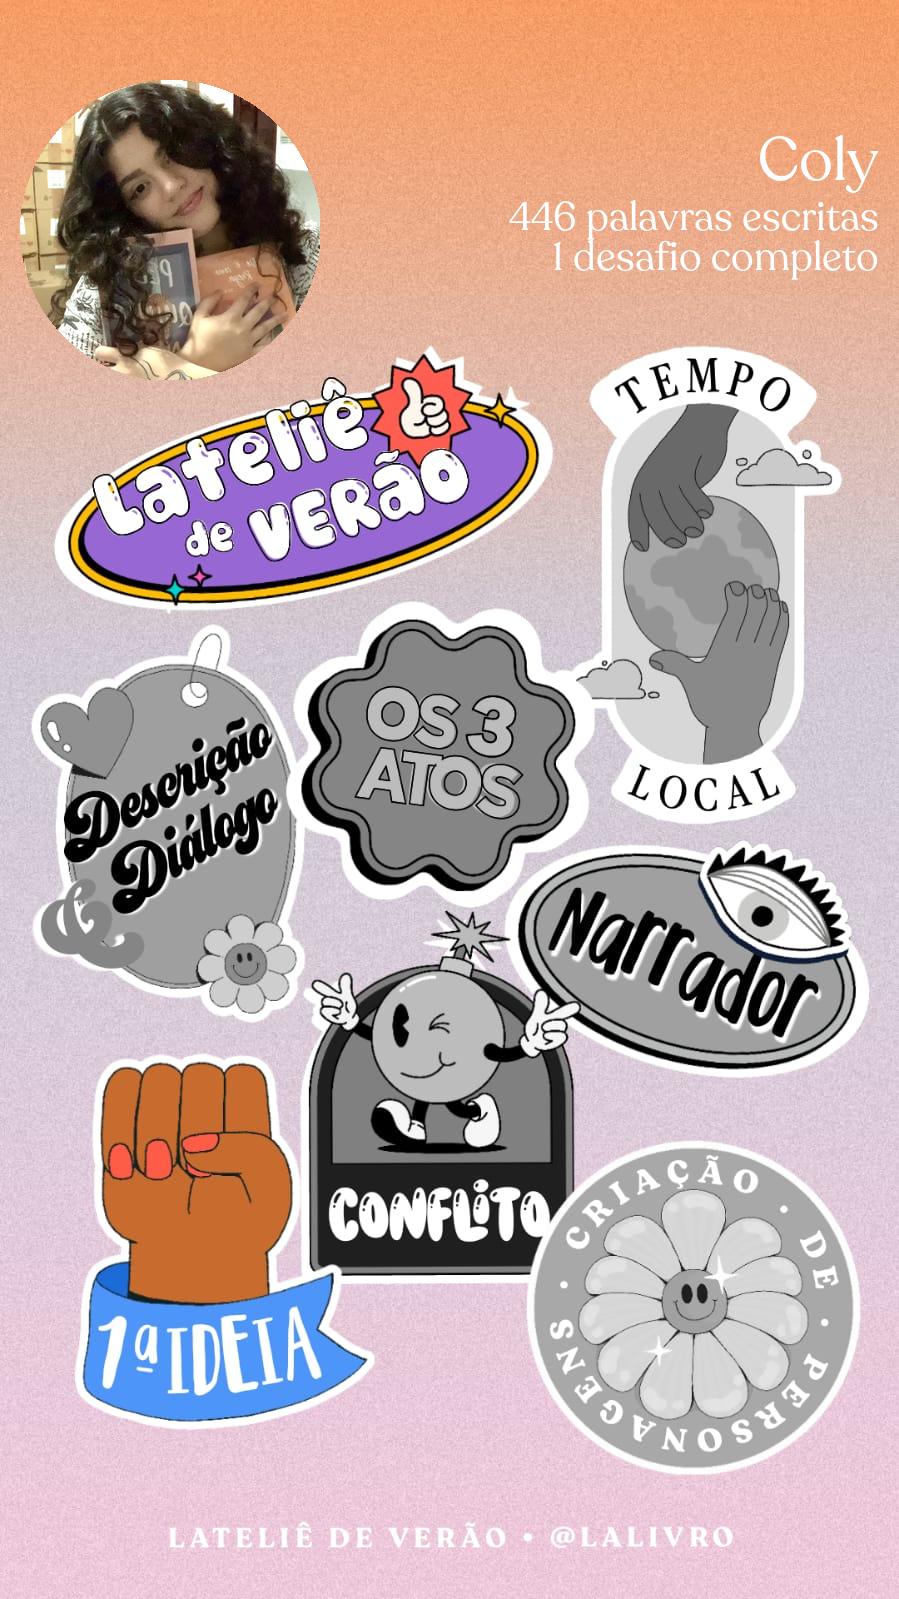 Coly
446 palavras escritas
1 desafio completo
Lateliê
de VERÃO
TEMPO
LOCAL
OS 3
ATOS
Descrição
&
Diálogo
Narrador
CONFLiTO
1ª IDEIA
CRIAÇÃO • DE • PERSONAGENS •
LATELIÊ DE VERÃO • @LALIVRO